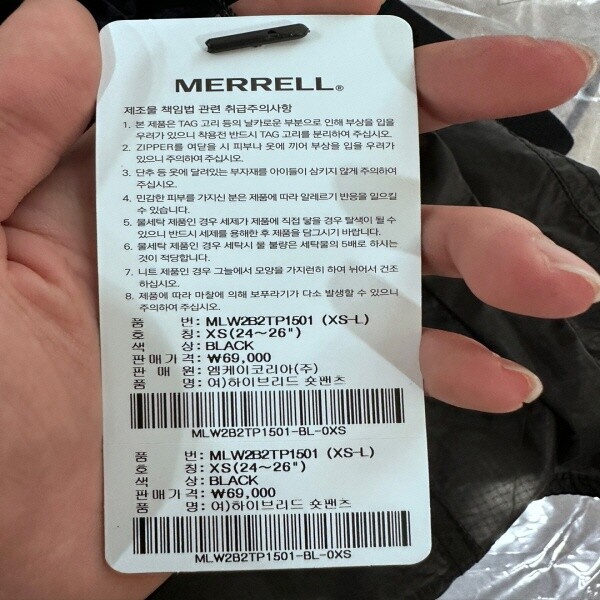 MERRELL®
제조물 책임법 관련 취급주의사항
1. 본 제품은 TAG 고리 등의 날카로운 부분으로 인해 부상을 입을
우려가 있으니 착용전 반드시 TAG 고리를 분리하여 주십시오.
2. ZIPPER를 여닫을 시 피부나 옷에 끼어 부상을 입을 우려가
있으니 주의하여 주십시오.
3. 단추 등 옷에 달려있는 부자재를 아이들이 삼키지 않게 주의하여
주십시오.
4. 민감한 피부를 가지신 분은 제품에 따라 알레르기 반응을 일으킬
수 있습니다.
5. 물세탁 제품인 경우 세제가 제품에 직접 닿을 경우 탈색이 될 수
있으니 반드시 세제를 용해한 후 제품을 담그시기 바랍니다.
6. 물세탁 제품인 경우 세탁시 물 불량은 세탁물의 5배로 하시는
것이 적당합니다.
7. 니트 제품인 경우 그늘에서 모양을 가지런히 하여 뉘어서 건조
하십시오.
8. 제품에 따라 마찰에 의해 보푸라기가 다소 발생할 수 있으니
주의하여 주십시오.
품 번: MLW2B2TP1501 (XS-L)
호 칭: XS(24~26")
색 상: BLACK
판매가격: ₩69,000
판 매 원: 엠케이코리아(주)
품 명: 여)하이브리드 숏팬츠
MLW2B2TP1501-BL-0XS
품 번: MLW2B2TP1501 (XS-L)
호 칭: XS(24~26")
색 상: BLACK
판매가격: ₩69,000
품 명: 여)하이브리드 숏팬츠
MLW2B2TP1501-BL-0XS